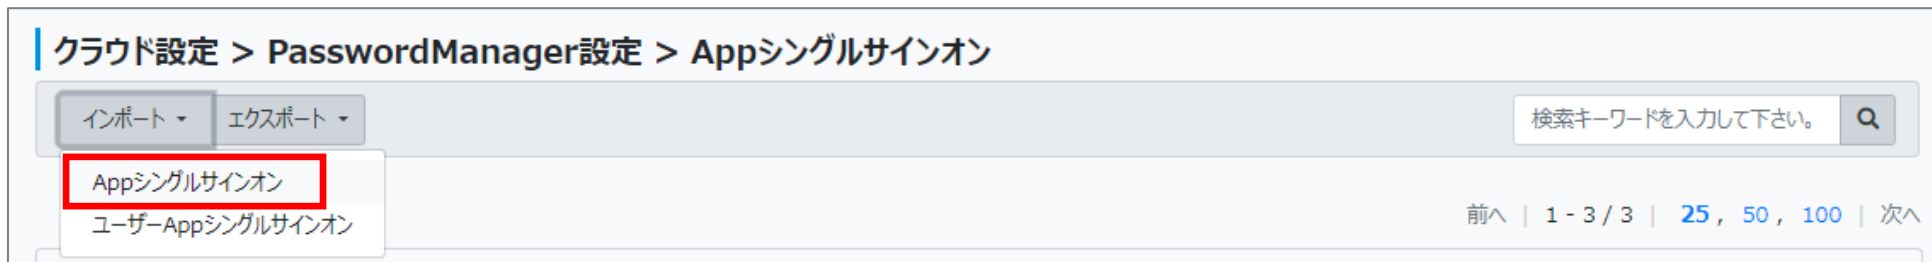 クラウド設定 > PasswordManager設定 > Appシングルサインオン
インポート エクスポート 検索キーワードを入力して下さい。
Appシングルサインオン
ユーザーAppシングルサインオン
前へ | 1 - 3 / 3 | 25 , 50 , 100 | 次へ